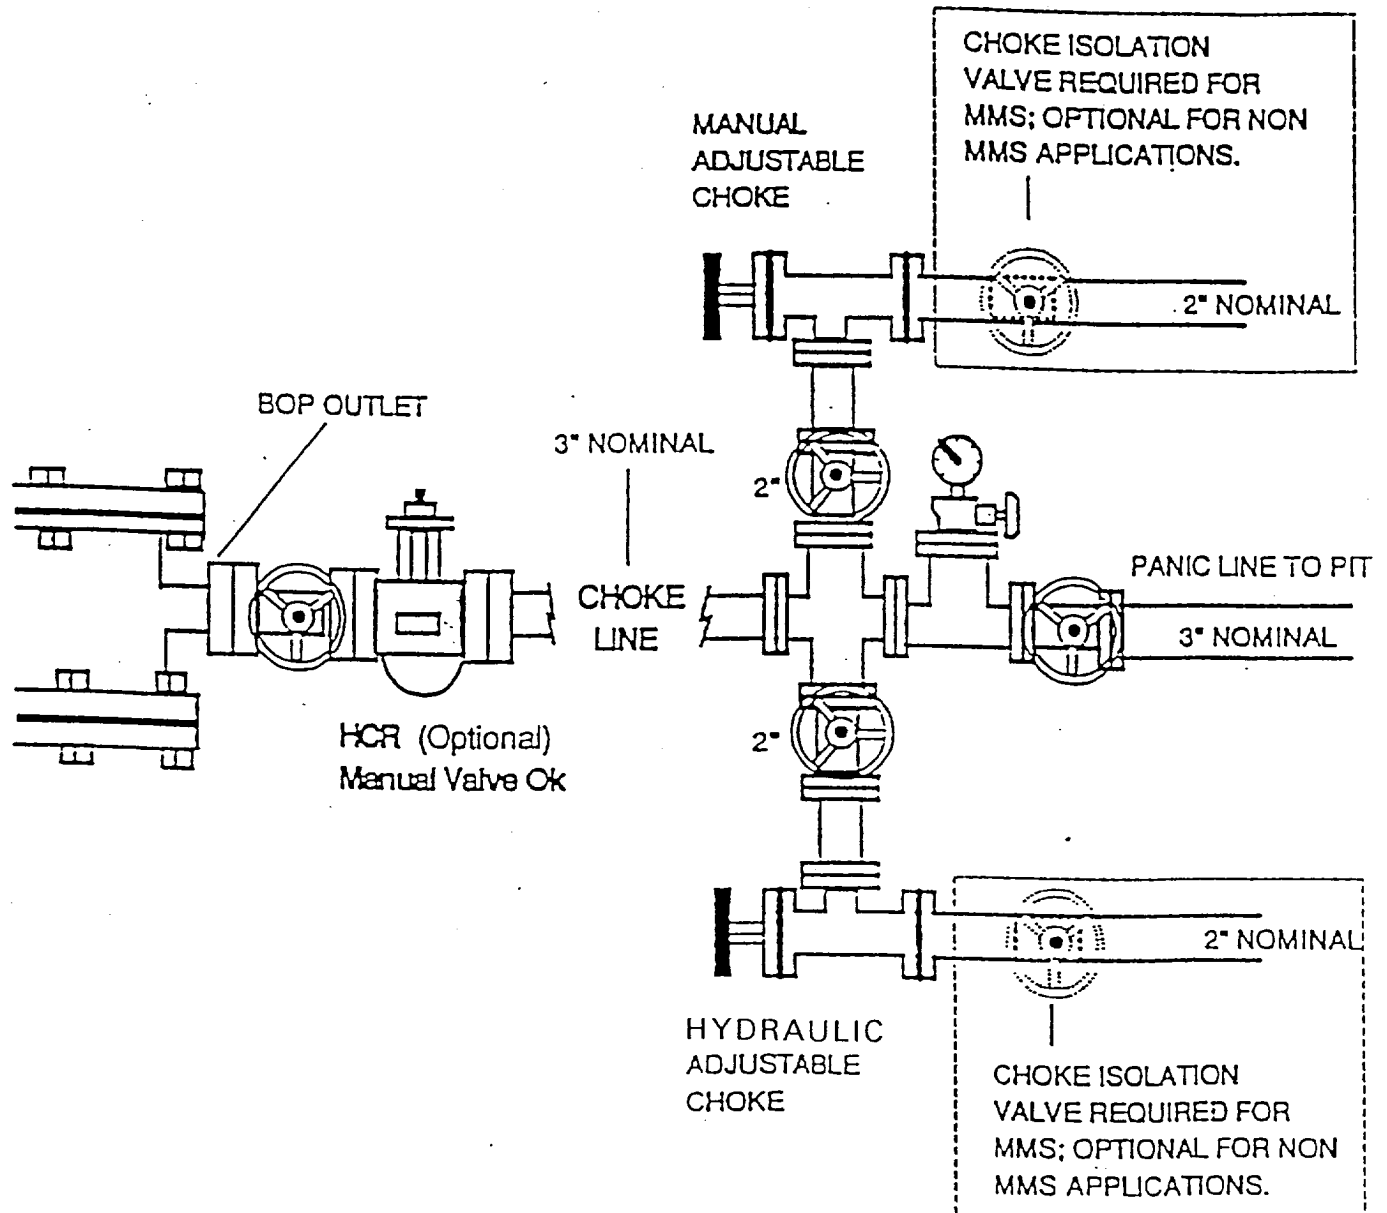 CHOKE ISOLATION
VALVE REQUIRED FOR
MMS; OPTIONAL FOR NON
MMS APPLICATIONS.
MANUAL
ADJUSTABLE
CHOKE
2" NOMINAL
BOP OUTLET
3" NOMINAL
2"
PANIC LINE TO PIT
CHOKE
LINE
3" NOMINAL
HCR (Optional)
Manual Valve Ok
2"
2" NOMINAL
HYDRAULIC
ADJUSTABLE
CHOKE
CHOKE ISOLATION
VALVE REQUIRED FOR
MMS; OPTIONAL FOR NON
MMS APPLICATIONS.